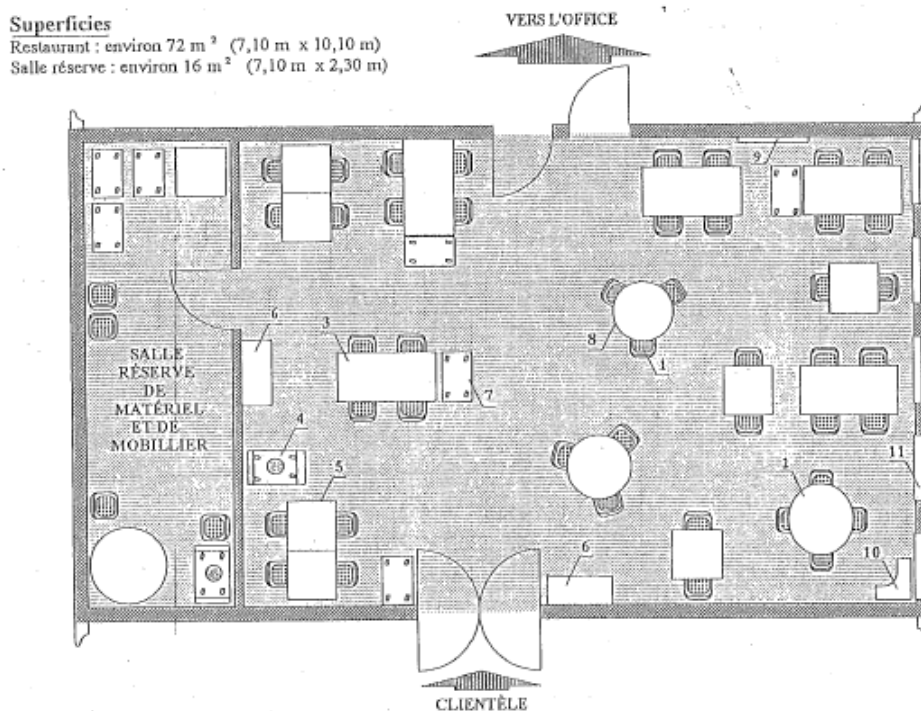 Superficies
Restaurant : environ 72 m² (7,10 m x 10,10 m)
Salle réserve : environ 16 m² (7,10 m x 2,30 m)
VERS L'OFFICE
9
6
3
8
1
7
SALLE
RÉSERVE
DE
MATÉRIEL
ET DE
MOBILLIER
4
5
1
11
6
10
CLIENTÈLE